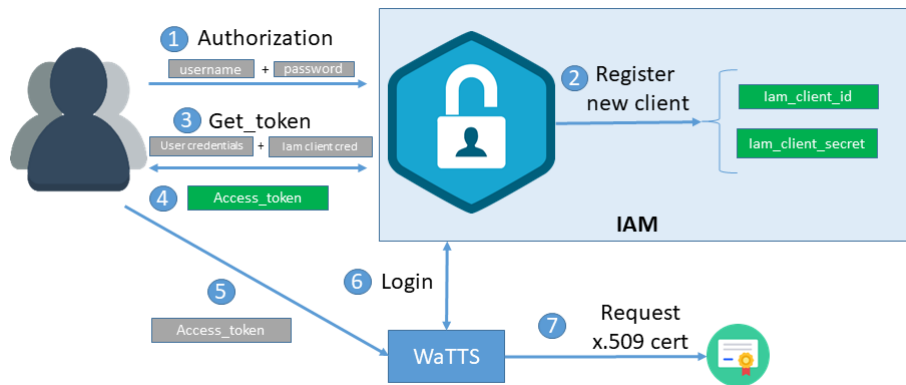 1 Authorization
username + password
2 Register
new client
Iam_client_id
Iam_client_secret
3 Get_token
User credentials + Iam client cred
4 Access_token
IAM
5
Access_token
6 Login
WaTTS
7 Request
x.509 cert